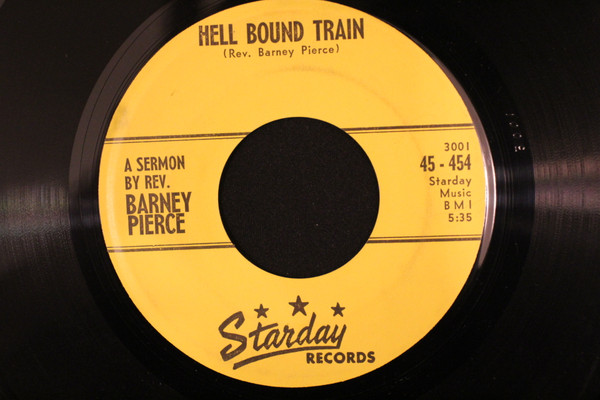 HELL BOUND TRAIN
(Rev. Barney Pierce)
A SERMON
BY REV.
BARNEY
PIERCE
3001
45 - 454
Starday
Music
BMI
5:35
Starday
RECORDS